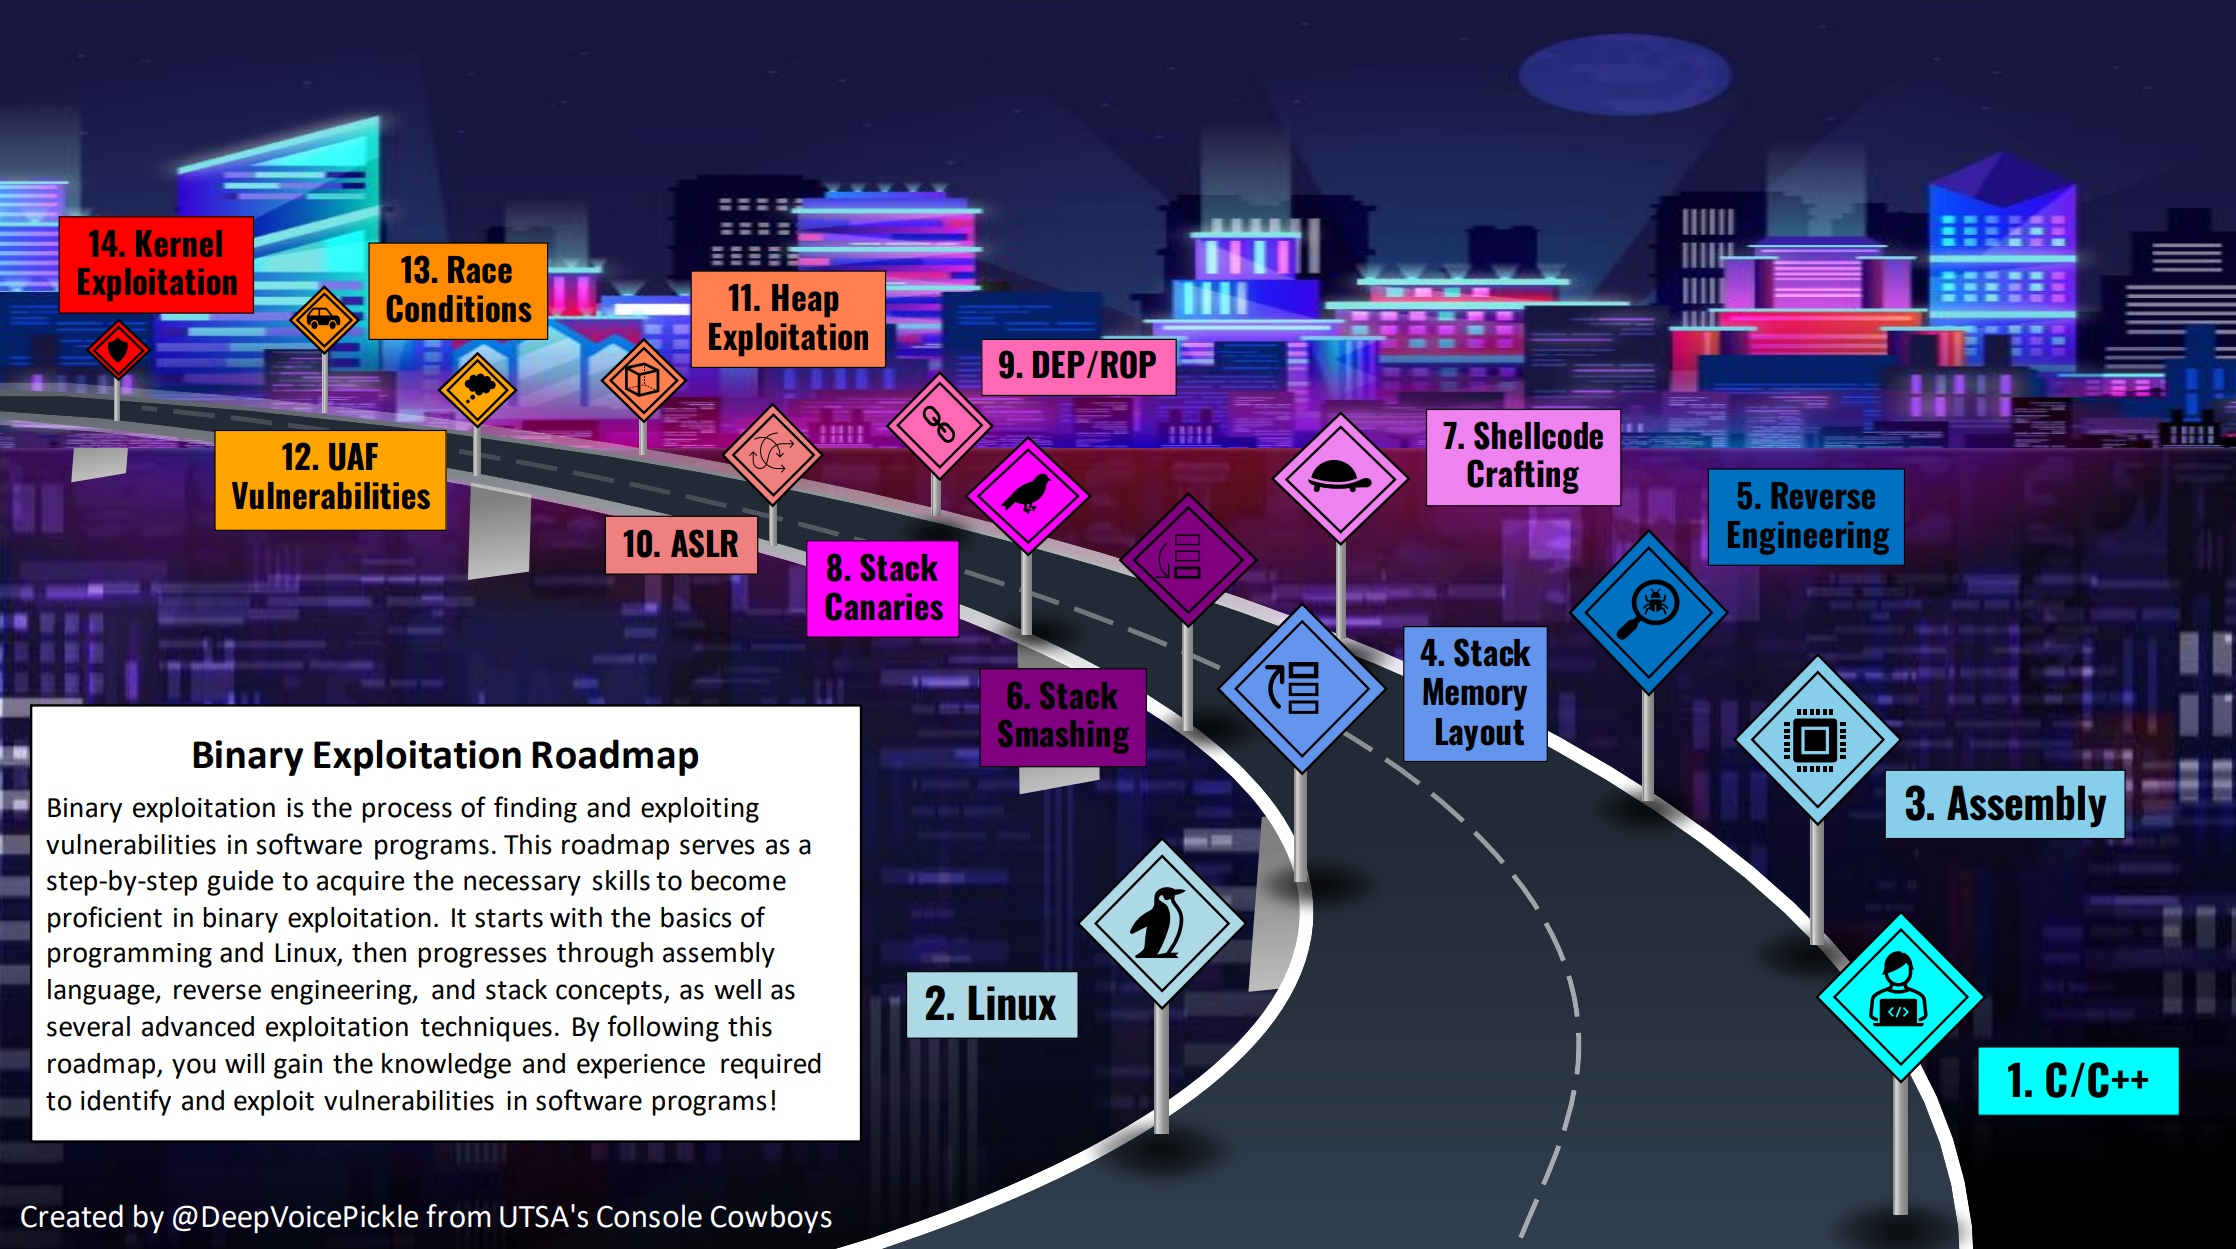 14. Kernel
Exploitation
13. Race
Conditions
12. UAF
Vulnerabilities
11. Heap
Exploitation
10. ASLR
9. DEP/ROP
8. Stack
Canaries
7. Shellcode
Crafting
6. Stack
Smashing
5. Reverse
Engineering
4. Stack
Memory
Layout
3. Assembly
2. Linux
</>
1. C/C++
Binary Exploitation Roadmap
Binary exploitation is the process of finding and exploiting
vulnerabilities in software programs. This roadmap serves as a
step-by-step guide to acquire the necessary skills to become
proficient in binary exploitation. It starts with the basics of
programming and Linux, then progresses through assembly
language, reverse engineering, and stack concepts, as well as
several advanced exploitation techniques. By following this
roadmap, you will gain the knowledge and experience required
to identify and exploit vulnerabilities in software programs!
Created by @DeepVoicePickle from UTSA's Console Cowboys